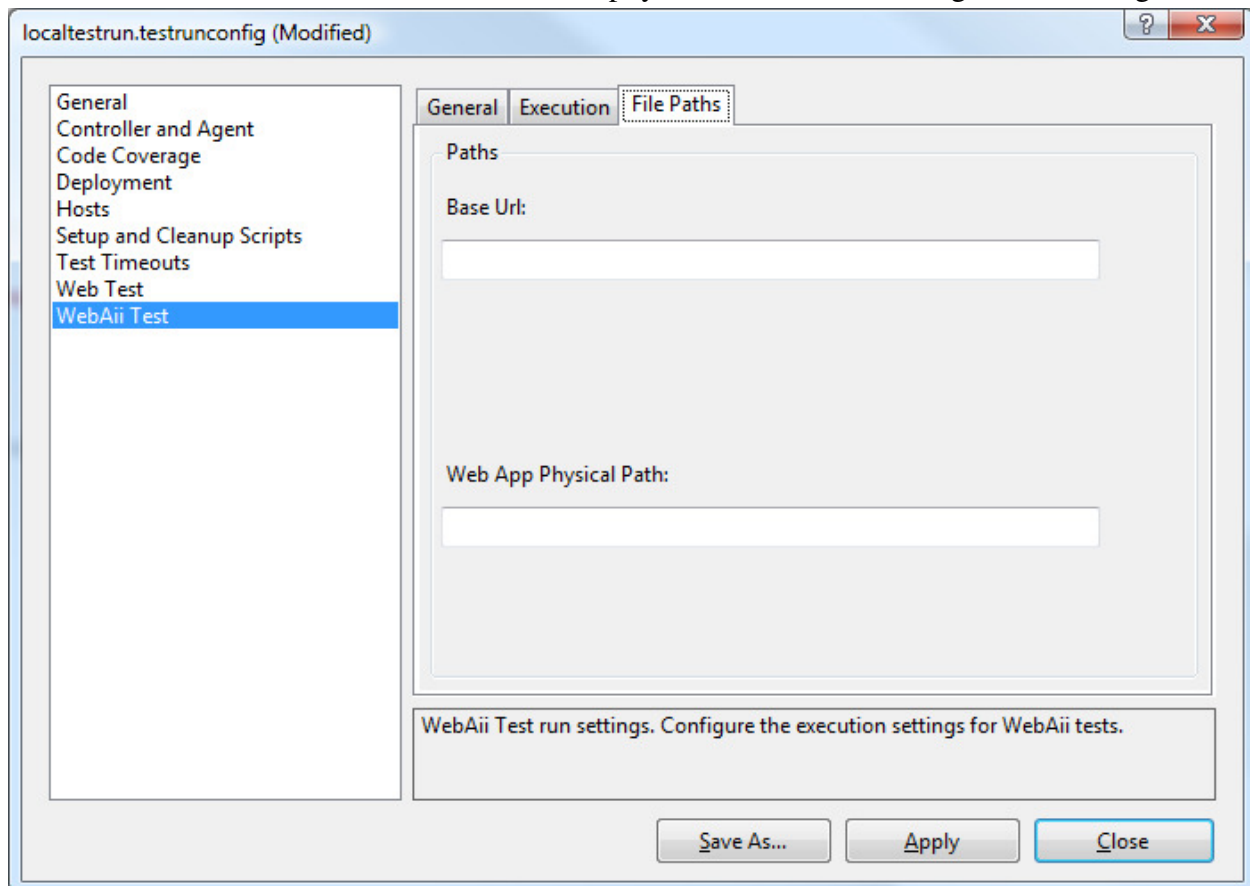 localtestrun.testrunconfig (Modified)
General
Controller and Agent
Code Coverage
Deployment
Hosts
Setup and Cleanup Scripts
Test Timeouts
Web Test
WebAii Test
General Execution File Paths
Paths
Base Url:
Web App Physical Path:
WebAii Test run settings. Configure the execution settings for WebAii tests.
Save As... Apply Close